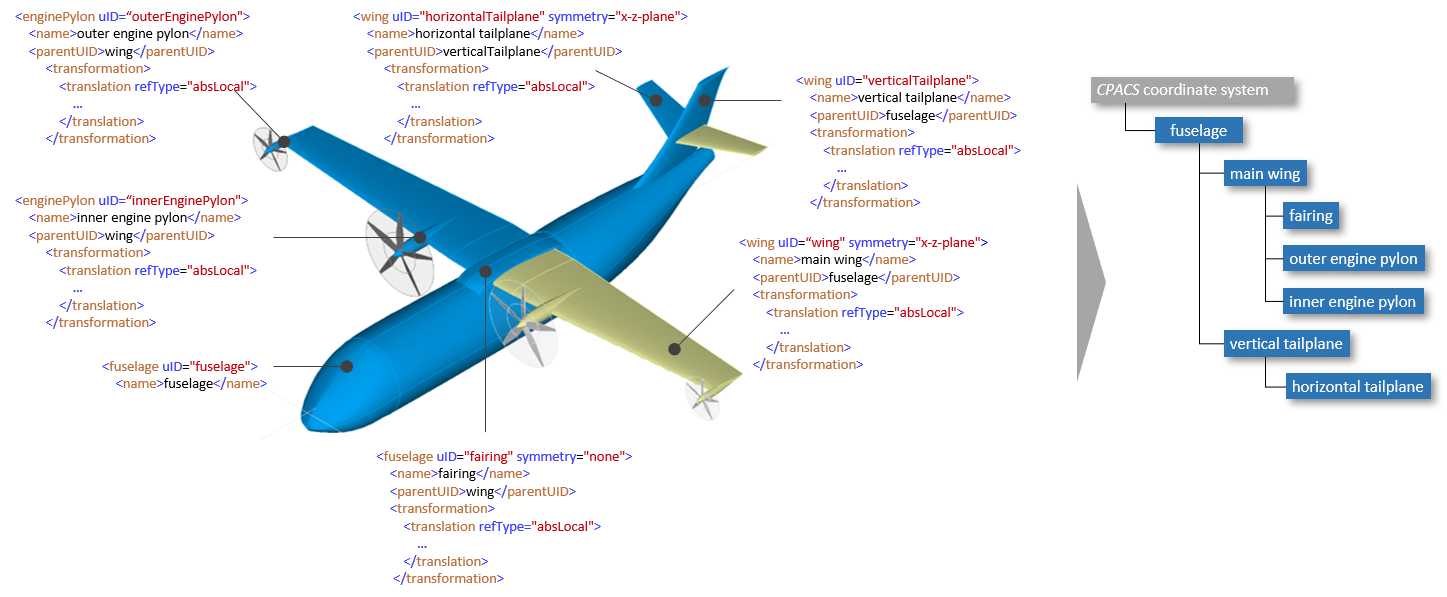 <enginePylon uID=“outerEnginePylon">
<name>outer engine pylon</name>
<parentUID>wing</parentUID>
<transformation>
<translation refType="absLocal">
...
</translation>
</transformation>
<wing uID="horizontalTailplane" symmetry="x-z-plane">
<name>horizontal tailplane</name>
<parentUID>verticalTailplane</parentUID>
<transformation>
<translation refType="absLocal">
...
</translation>
</transformation>
<wing uID="verticalTailplane">
<name>vertical tailplane</name>
<parentUID>fuselage</parentUID>
<transformation>
<translation refType="absLocal">
...
</translation>
</transformation>
<enginePylon uID=“innerEnginePylon">
<name>inner engine pylon</name>
<parentUID>wing</parentUID>
<transformation>
<translation refType="absLocal">
...
</translation>
</transformation>
<wing uID=“wing" symmetry="x-z-plane">
<name>main wing</name>
<parentUID>fuselage</parentUID>
<transformation>
<translation refType="absLocal">
...
</translation>
</transformation>
<fuselage uID="fuselage">
<name>fuselage</name>
<fuselage uID="fairing" symmetry="none">
<name>fairing</name>
<parentUID>wing</parentUID>
<transformation>
<translation refType="absLocal">
...
</translation>
</transformation>
CPACS coordinate system
fuselage
main wing
fairing
outer engine pylon
inner engine pylon
vertical tailplane
horizontal tailplane